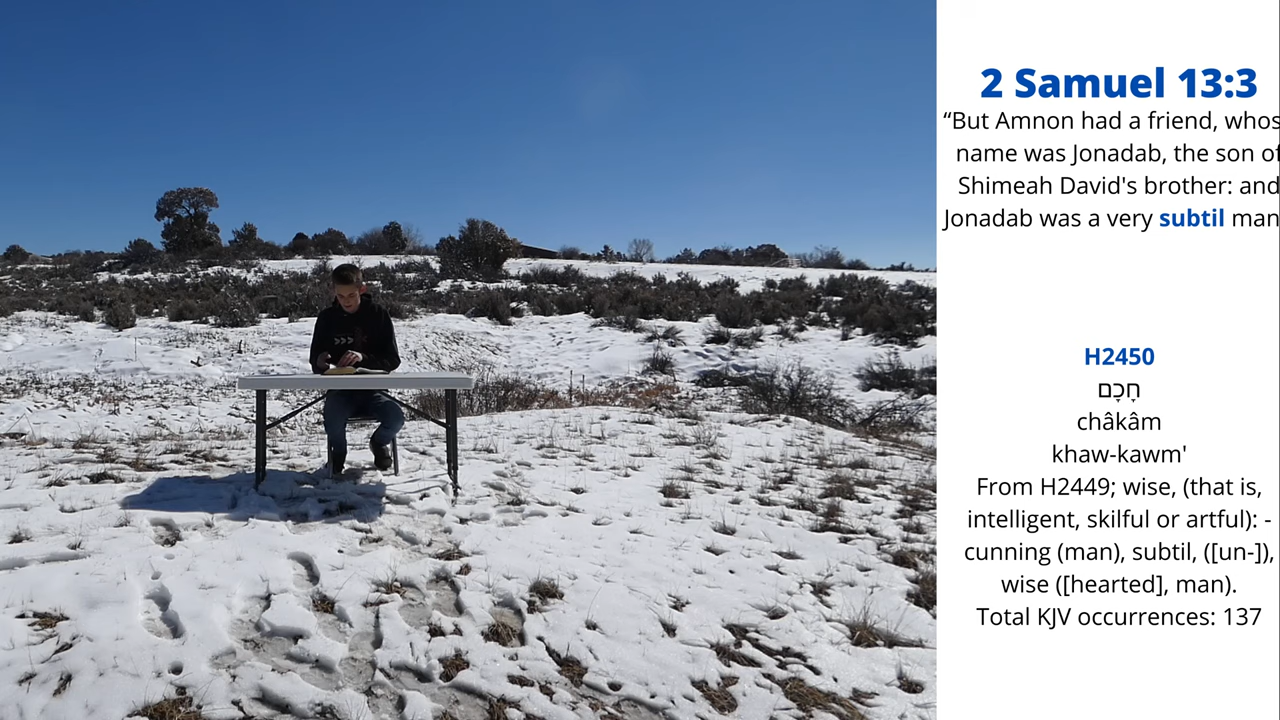 2 Samuel 13:3
“But Amnon had a friend, whos
name was Jonadab, the son of
Shimeah David's brother: and
Jonadab was a very subtil man
H2450
חָכָם
châkâm
khaw-kawm'
From H2449; wise, (that is,
intelligent, skilful or artful): -
cunning (man), subtil, ([un-]),
wise ([hearted], man).
Total KJV occurrences: 137